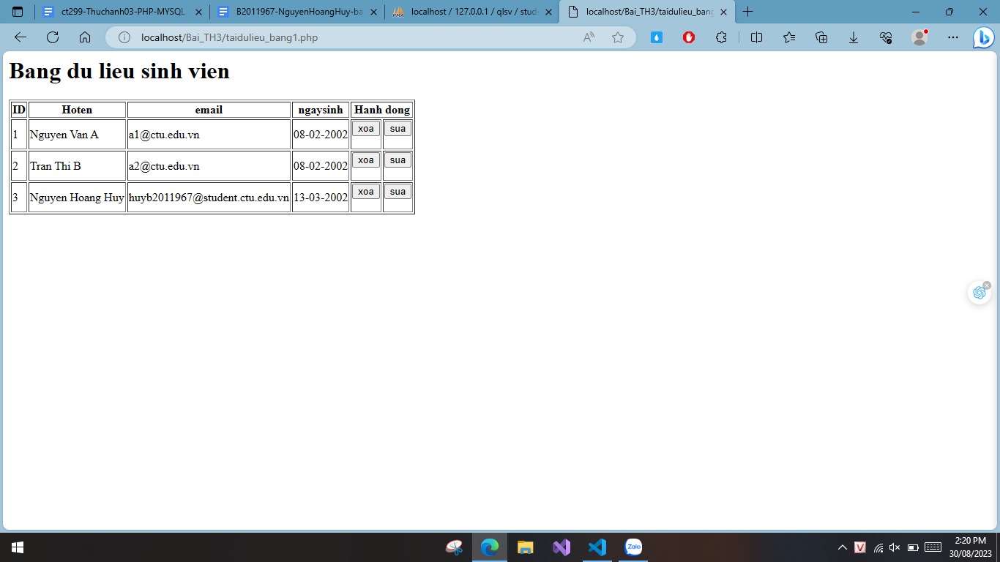 ct299-Thuchanh03-PHP-MYSQL
B2011967-NguyenHoangHuy-ba
localhost / 127.0.0.1 / qlsv / stud
localhost/Bai_TH3/taidulieu_bang
localhost/Bai_TH3/taidulieu_bang1.php
Bang du lieu sinh vien
ID Hoten email ngaysinh Hanh dong
1 Nguyen Van A a1@ctu.edu.vn 08-02-2002 xoa sua
2 Tran Thi B a2@ctu.edu.vn 08-02-2002 xoa sua
3 Nguyen Hoang Huy huyb2011967@student.ctu.edu.vn 13-03-2002 xoa sua
Zalo
V
2:20 PM
30/08/2023